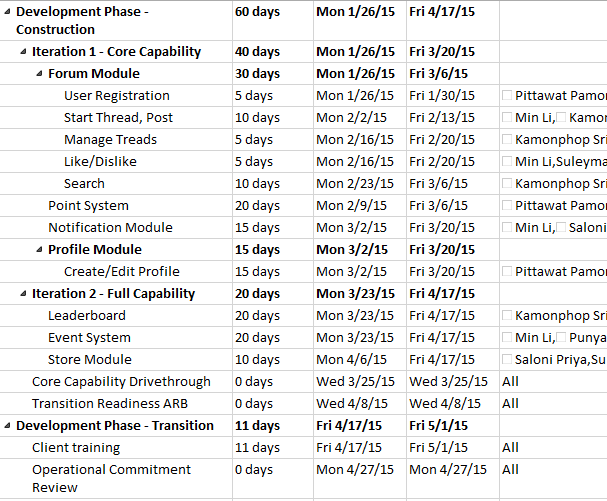 Development Phase - Construction 60 days Mon 1/26/15 Fri 4/17/15
Iteration 1 - Core Capability 40 days Mon 1/26/15 Fri 3/20/15
Forum Module 30 days Mon 1/26/15 Fri 3/6/15
User Registration 5 days Mon 1/26/15 Fri 1/30/15 Pittawat Pamor
Start Thread, Post 10 days Mon 2/2/15 Fri 2/13/15 Min Li, Kamon
Manage Treads 5 days Mon 2/16/15 Fri 2/20/15 Kamonphop Sri
Like/Dislike 5 days Mon 2/16/15 Fri 2/20/15 Min Li,Suleyma
Search 10 days Mon 2/23/15 Fri 3/6/15 Kamonphop Sri
Point System 20 days Mon 2/9/15 Fri 3/6/15 Pittawat Pamor
Notification Module 15 days Mon 3/2/15 Fri 3/20/15 Min Li, Saloni
Profile Module 15 days Mon 3/2/15 Fri 3/20/15
Create/Edit Profile 15 days Mon 3/2/15 Fri 3/20/15 Pittawat Pamor
Iteration 2 - Full Capability 20 days Mon 3/23/15 Fri 4/17/15
Leaderboard 20 days Mon 3/23/15 Fri 4/17/15 Kamonphop Sri
Event System 20 days Mon 3/23/15 Fri 4/17/15 Min Li, Punya
Store Module 10 days Mon 4/6/15 Fri 4/17/15 Saloni Priya,Su
Core Capability Drivethrough 0 days Wed 3/25/15 Wed 3/25/15 All
Transition Readiness ARB 0 days Wed 4/8/15 Wed 4/8/15 All
Development Phase - Transition 11 days Fri 4/17/15 Fri 5/1/15
Client training 11 days Fri 4/17/15 Fri 5/1/15 All
Operational Commitment Review 0 days Mon 4/27/15 Mon 4/27/15 All